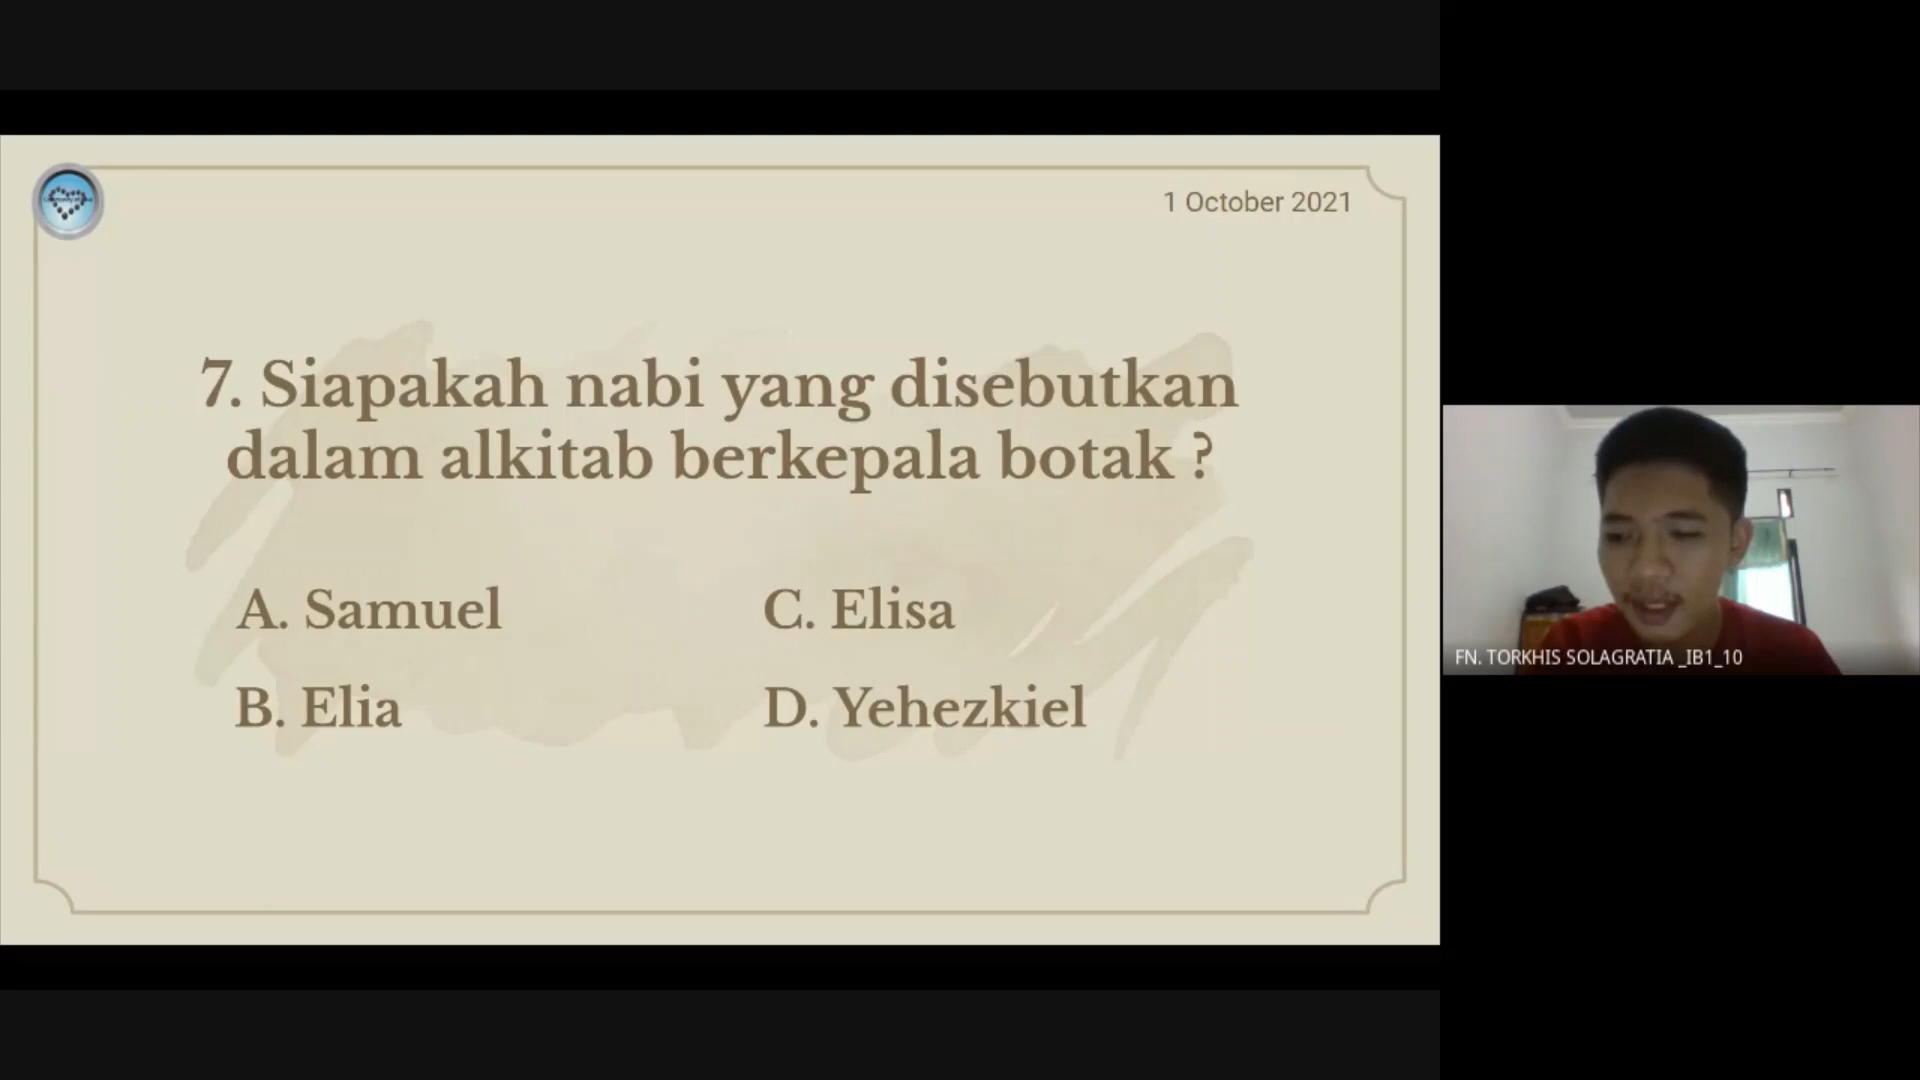 1 October 2021
7. Siapakah nabi yang disebutkan
dalam alkitab berkepala botak ?
A. Samuel
B. Elia
C. Elisa
D. Yehezkiel
FN. TORKHIS SOLAGRATIA _IB1_10